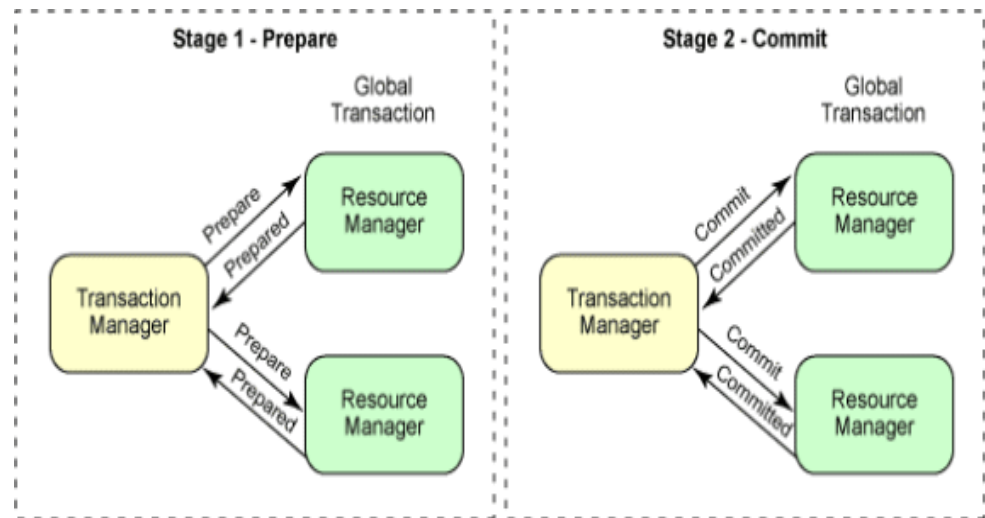 Stage 1 - Prepare
Global
Transaction
Resource
Manager
Prepare
Prepared
Transaction
Manager
Prepare
Prepared
Resource
Manager
Stage 2 - Commit
Global
Transaction
Resource
Manager
Commit
Committed
Transaction
Manager
Commit
Committed
Resource
Manager